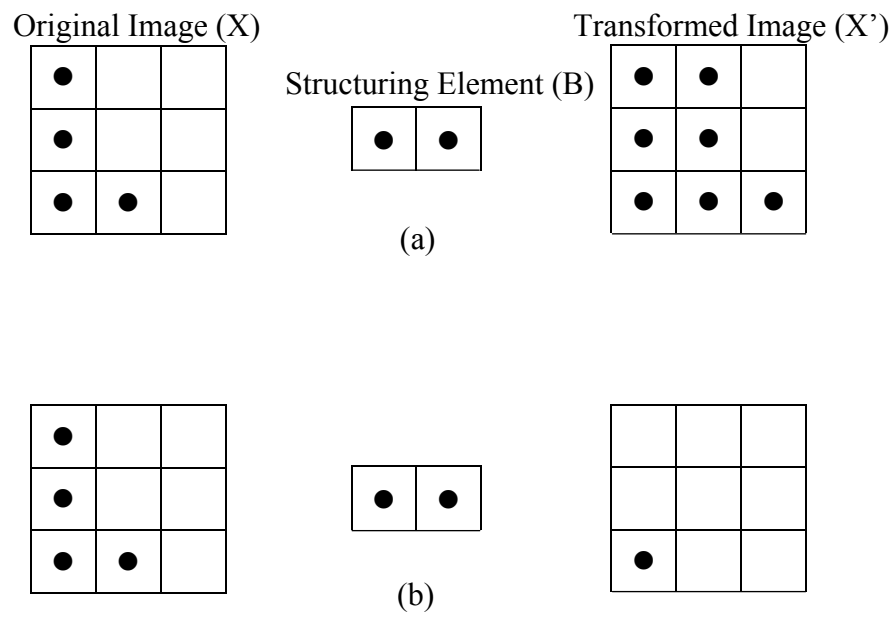 Original Image (X)
Transformed Image (X’)
Structuring Element (B)
(a)
(b)